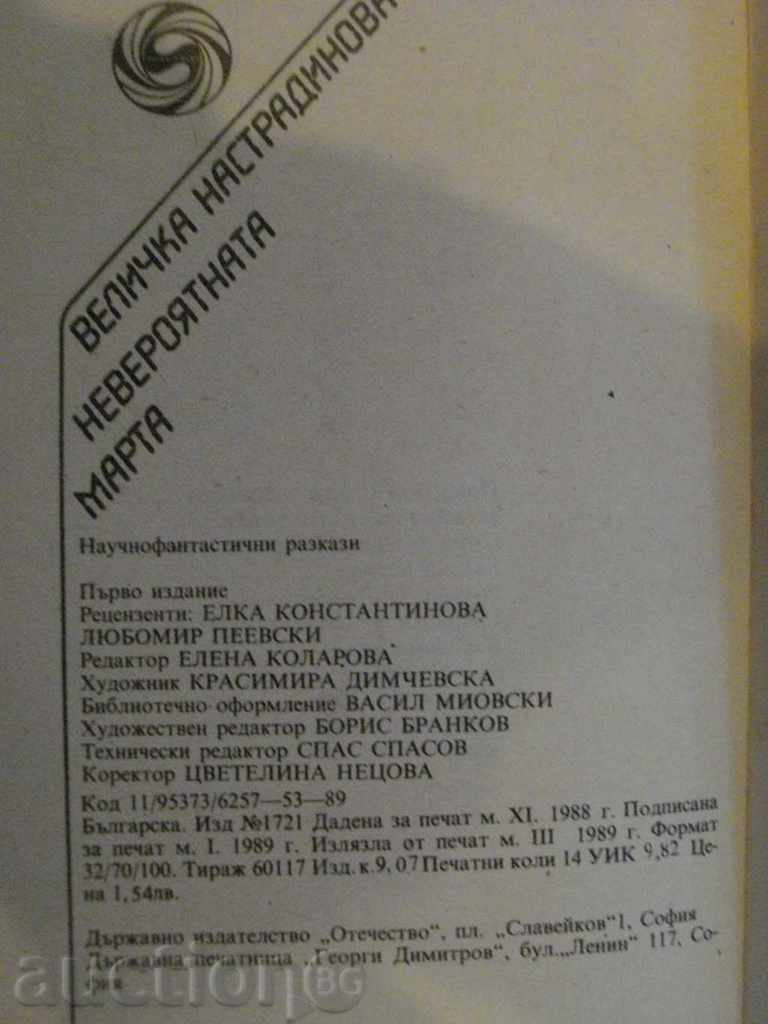 ВЕЛИЧКА НАСТРАДИНОВА
НЕВЕРОЯТНАТА
МАРТА
Научнофантастични разкази
Първо издание
Рецензенти: ЕЛКА КОНСТАНТИНОВА
ЛЮБОМИР ПЕЕВСКИ
Редактор ЕЛЕНА КОЛАРОВА
Художник КРАСИМИРА ДИМЧЕВСКА
Библиотечно оформление ВАСИЛ МИОВСКИ
Художествен редактор БОРИС БРАНКОВ
Технически редактор СПАС СПАСОВ
Коректор ЦВЕТЕЛИНА НЕЦОВА
Код 11/95373/6257—53—89
Българска. Изд №1721 Дадена за печат м. XI. 1988 г. Подписана
за печат м. I. 1989 г. Излязла от печат м. III 1989 г. Формат
32/70/100. Тираж 60117 Изд. к.9,07 Печатни коли 14 УИК 9,82 Це-
на 1,54лв.
Държавно издателство „Отечество“, пл. „Славейков“1, София
Държавна печатница „Георги Димитров“, бул.„Ленин“ 117, Со-
фия
auctionBG